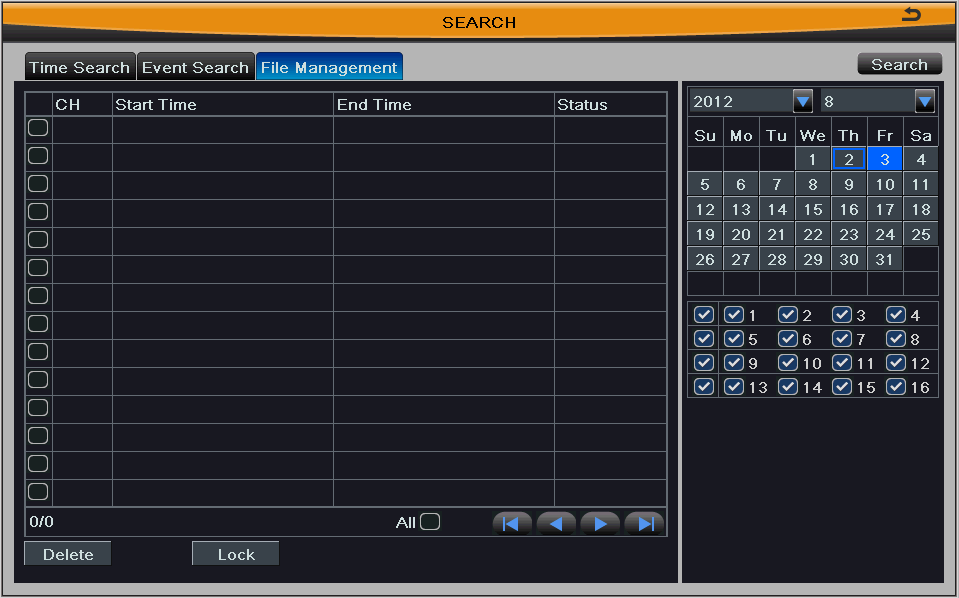 SEARCH
Time Search Event Search File Management Search
CH Start Time End Time Status
2012 8
Su Mo Tu We Th Fr Sa
1 2 3 4
5 6 7 8 9 10 11
12 13 14 15 16 17 18
19 20 21 22 23 24 25
26 27 28 29 30 31
1 2 3 4
5 6 7 8
9 10 11 12
13 14 15 16
0/0 All
Delete Lock